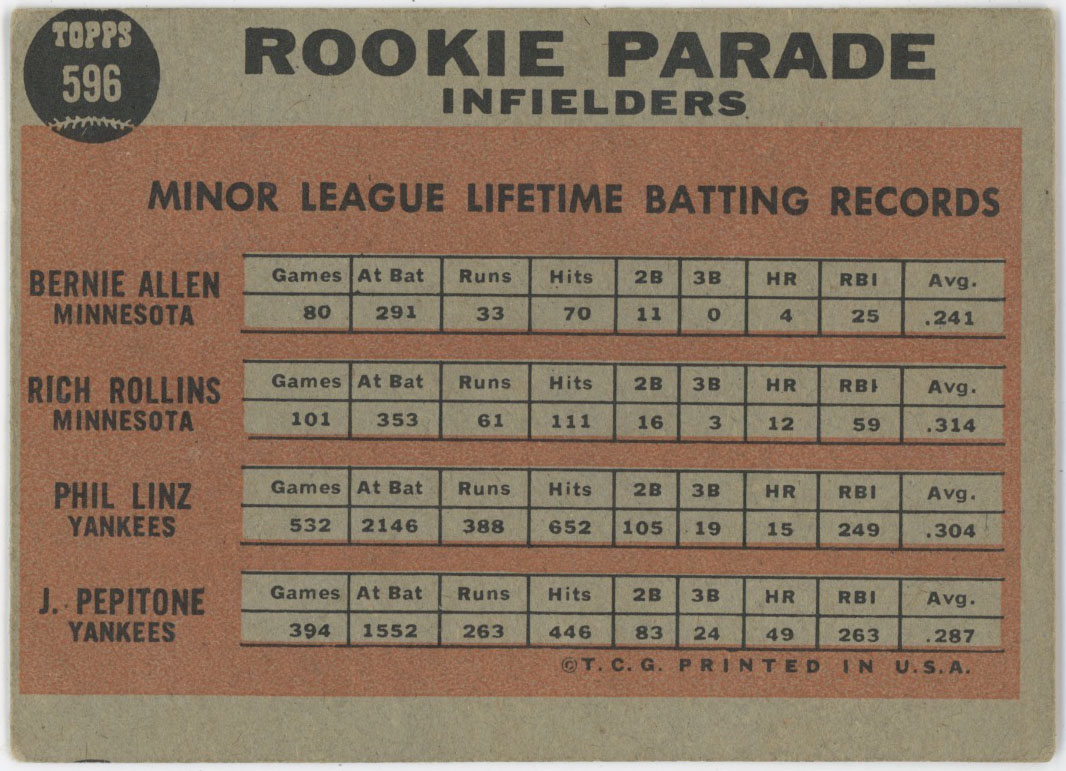 TOPPS
596
ROOKIE PARADE
INFIELDERS
MINOR LEAGUE LIFETIME BATTING RECORDS
BERNIE ALLEN
MINNESOTA
Games At Bat Runs Hits 2B 3B HR RBI Avg.
80 291 33 70 11 0 4 25 .241
RICH ROLLINS
MINNESOTA
Games At Bat Runs Hits 2B 3B HR RBI Avg.
101 353 61 111 16 3 12 59 .314
PHIL LINZ
YANKEES
Games At Bat Runs Hits 2B 3B HR RBI Avg.
532 2146 388 652 105 19 15 249 .304
J. PEPITONE
YANKEES
Games At Bat Runs Hits 2B 3B HR RBI Avg.
394 1552 263 446 83 24 49 263 .287
©T.C.G. PRINTED IN U.S.A.